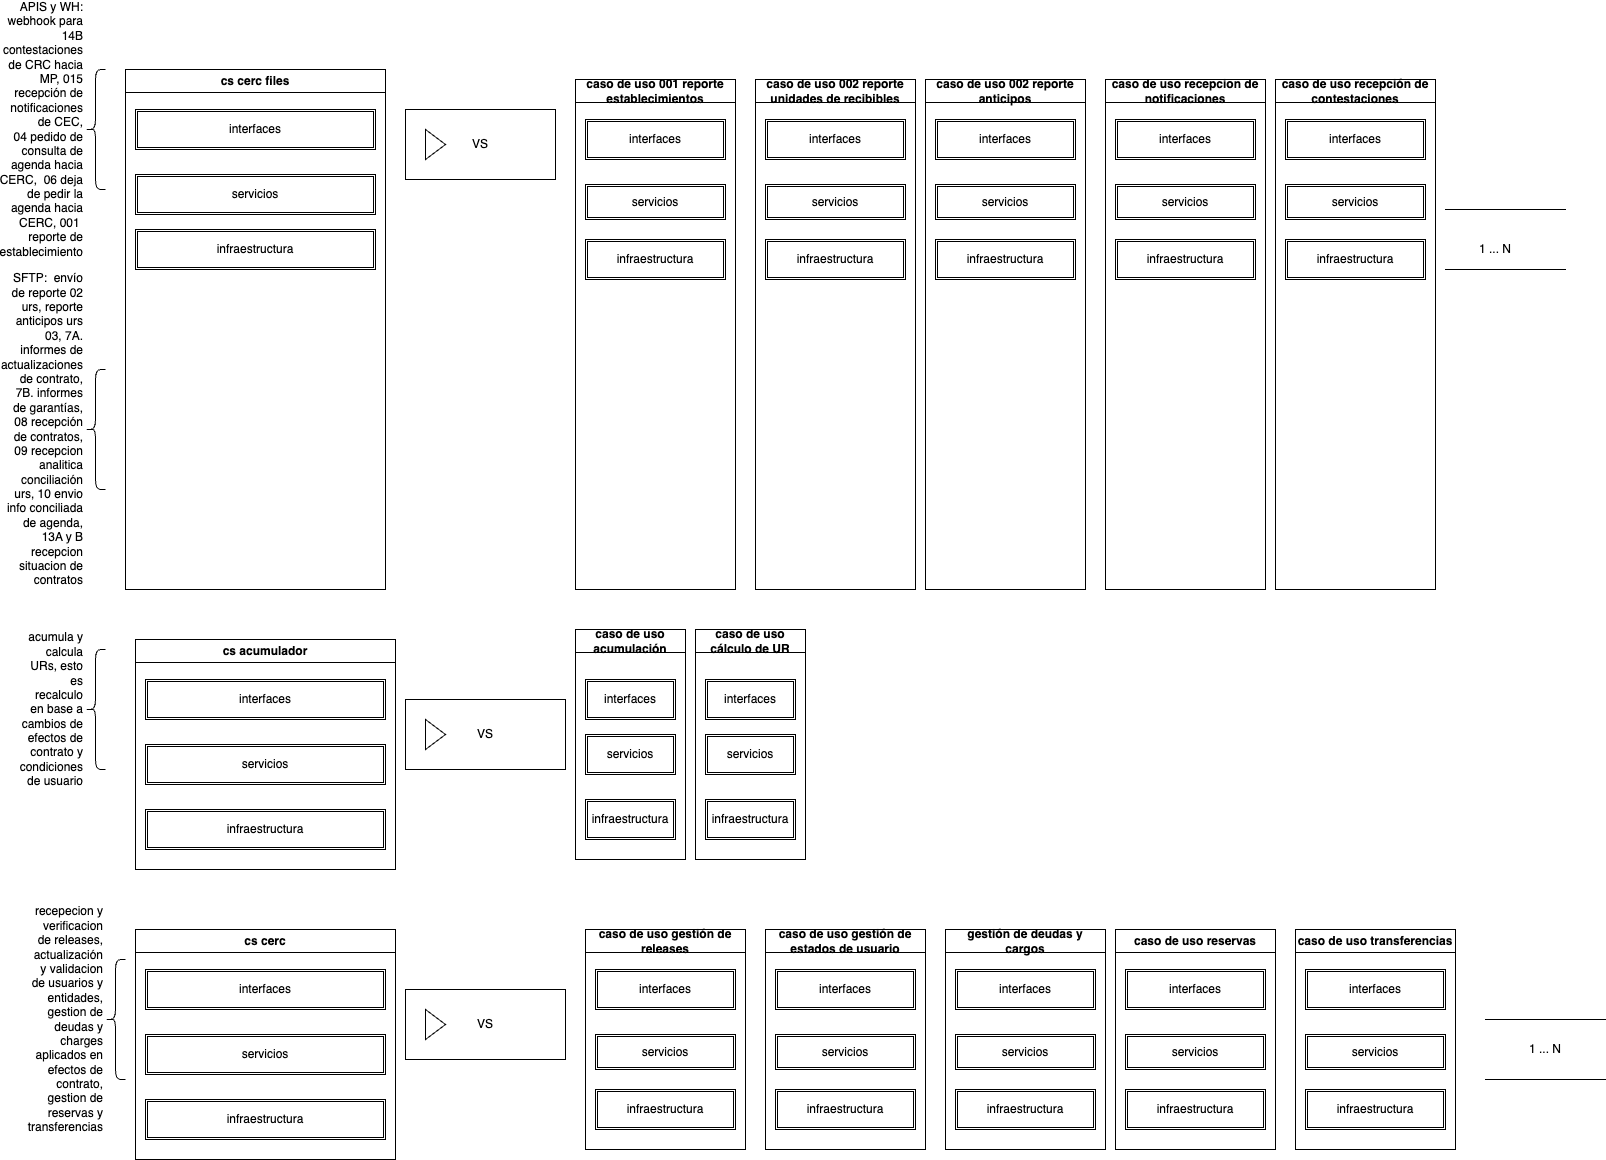 APIS y WH:
webhook para
14B
contestaciones
de CRC hacia
MP, 015
recepción de
notificaciones
de CEC,
04 pedido de
consulta de
agenda hacia
CERC,  06 deja
de pedir la
agenda hacia
CERC, 001
reporte de
establecimiento
SFTP:  envío
de reporte 02
urs, reporte
anticipos urs
03, 7A.
informes de
actualizaciones
de contrato,
7B. informes
de garantías,
08 recepción
de contratos,
09 recepcion
analitica
conciliación
urs, 10 envio
info conciliada
de agenda,
13A y B
recepcion
situacion de
contratos
cs cerc files
interfaces
servicios
infraestructura
VS
caso de uso 001 reporte
establecimientos
interfaces
servicios
infraestructura
caso de uso 002 reporte
unidades de recibibles
interfaces
servicios
infraestructura
caso de uso 002 reporte
anticipos
interfaces
servicios
infraestructura
caso de uso recepción de
notificaciones
interfaces
servicios
infraestructura
caso de uso recepción de
contestaciones
interfaces
servicios
infraestructura
1 ... N
acumula y
calcula
URs, esto
es
recalculo
en base a
cambios de
efectos de
contrato y
condiciones
de usuario
cs acumulador
interfaces
servicios
infraestructura
VS
caso de uso
acumulación
interfaces
servicios
infraestructura
caso de uso
cálculo de UR
interfaces
servicios
infraestructura
recepecion y
verificacion
de releases,
actualización
y validacion
de usuarios y
entidades,
gestion de
deudas y
charges
aplicados en
efectos de
contrato,
gestion de
reservas y
transferencias
cs cerc
interfaces
servicios
infraestructura
VS
caso de uso gestión de
releases
interfaces
servicios
infraestructura
caso de uso gestión de
estados de usuario
interfaces
servicios
infraestructura
gestión de deudas y
cargos
interfaces
servicios
infraestructura
caso de uso reservas
interfaces
servicios
infraestructura
caso de uso transferencias
interfaces
servicios
infraestructura
1 ... N